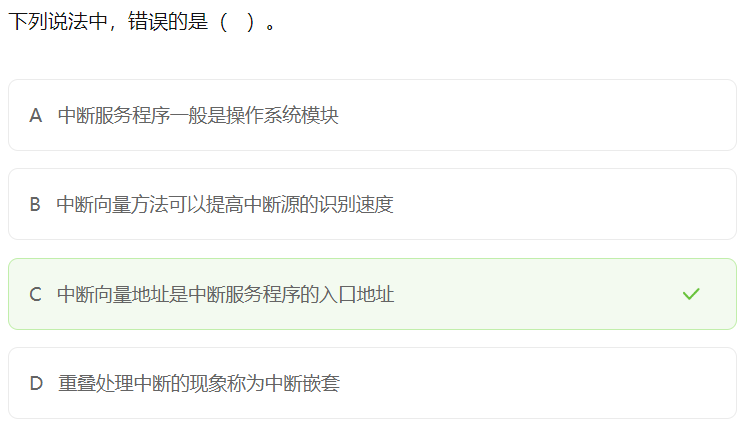 下列说法中，错误的是（ ）。
A 中断服务程序一般是操作系统模块
B 中断向量方法可以提高中断源的识别速度
C 中断向量地址是中断服务程序的入口地址
D 重叠处理中断的现象称为中断嵌套